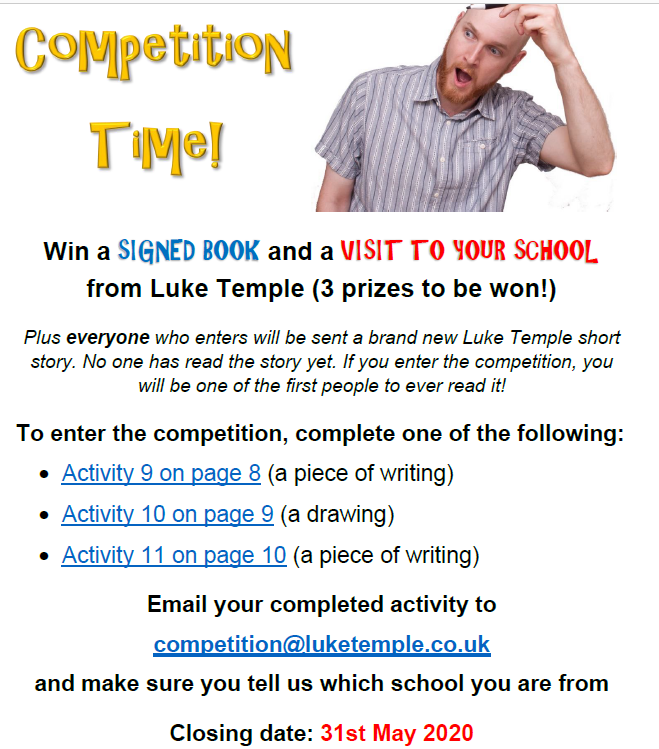 Competition
Time!
Win a SIGNED BOOK and a VISIT TO YOUR SCHOOL
from Luke Temple (3 prizes to be won!)
Plus everyone who enters will be sent a brand new Luke Temple short
story. No one has read the story yet. If you enter the competition, you
will be one of the first people to ever read it!
To enter the competition, complete one of the following:
• Activity 9 on page 8 (a piece of writing)
• Activity 10 on page 9 (a drawing)
• Activity 11 on page 10 (a piece of writing)
Email your completed activity to
competition@luketemple.co.uk
and make sure you tell us which school you are from
Closing date: 31st May 2020